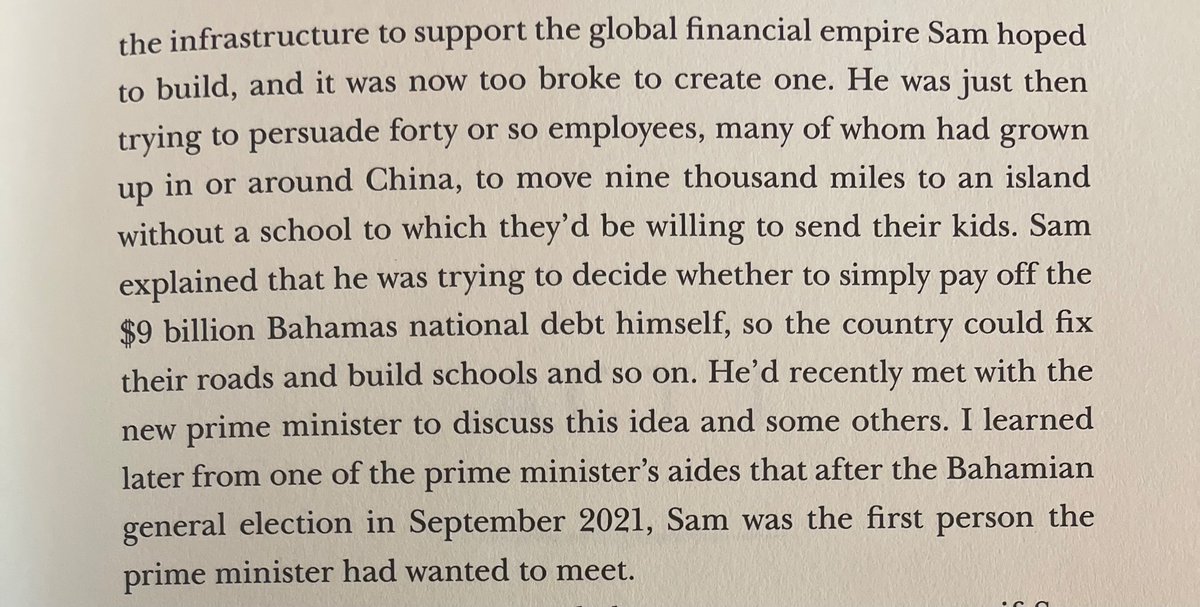 the infrastructure to support the global financial empire Sam hoped
to build, and it was now too broke to create one. He was just then
trying to persuade forty or so employees, many of whom had grown
up in or around China, to move nine thousand miles to an island
without a school to which they’d be willing to send their kids. Sam
explained that he was trying to decide whether to simply pay off the
$9 billion Bahamas national debt himself, so the country could fix
their roads and build schools and so on. He’d recently met with the
new prime minister to discuss this idea and some others. I learned
later from one of the prime minister’s aides that after the Bahamian
general election in September 2021, Sam was the first person the
prime minister had wanted to meet.